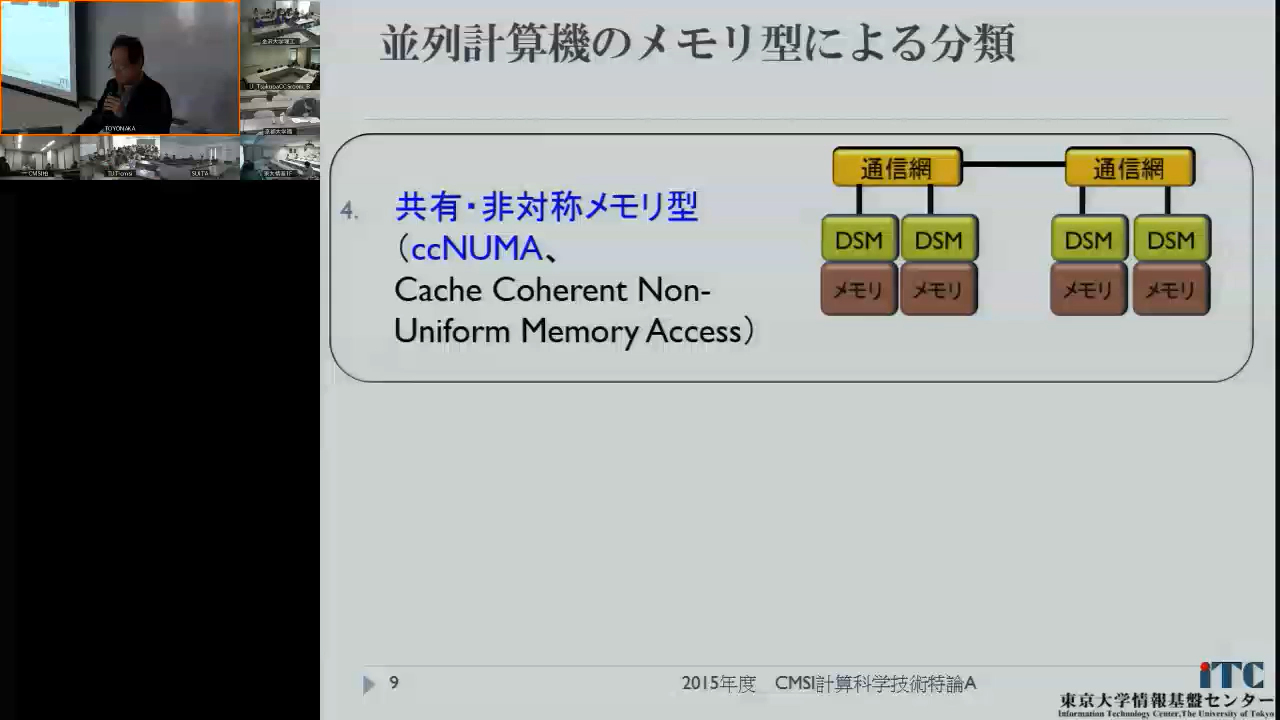 並列計算機のメモリ型による分類
4. 共有・非対称メモリ型
（ccNUMA、
Cache Coherent Non-
Uniform Memory Access）
通信網 通信網
DSM DSM DSM DSM
メモリ メモリ メモリ メモリ
9
2015年度 CMSI計算科学技術特論A
ITC
東京大学情報基盤センター
Information Technology Center,The University of Tokyo
TOYONAKA
SUITA